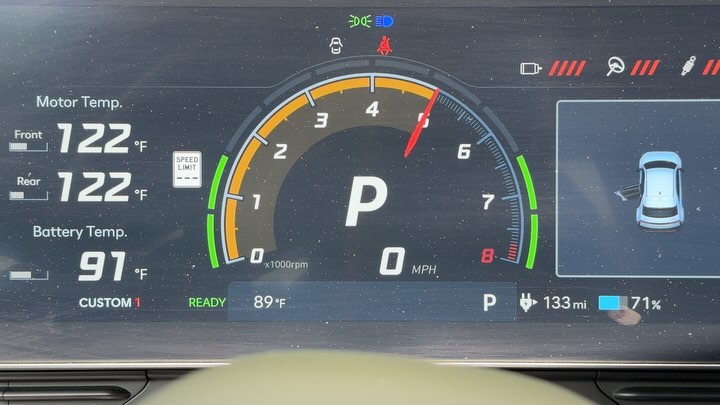 Motor Temp.
Front 122 °F
Rear 122 °F
Battery Temp.
91 °F
CUSTOM 1
SPEED
LIMIT
---
0
1
2
3
4
5
6
7
8
x1000rpm
P
0 MPH
READY
89°F
P
133 mi
71%